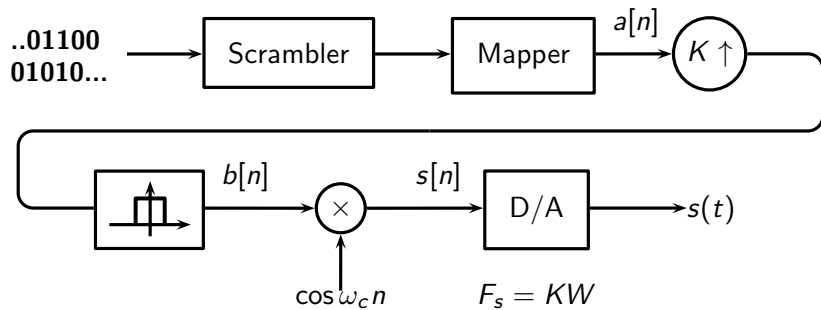 ..01100
01010...
Scrambler
Mapper
a[n]
K ↑
b[n]
×
s[n]
D/A
s(t)
cos ω_c n
F_s = KW